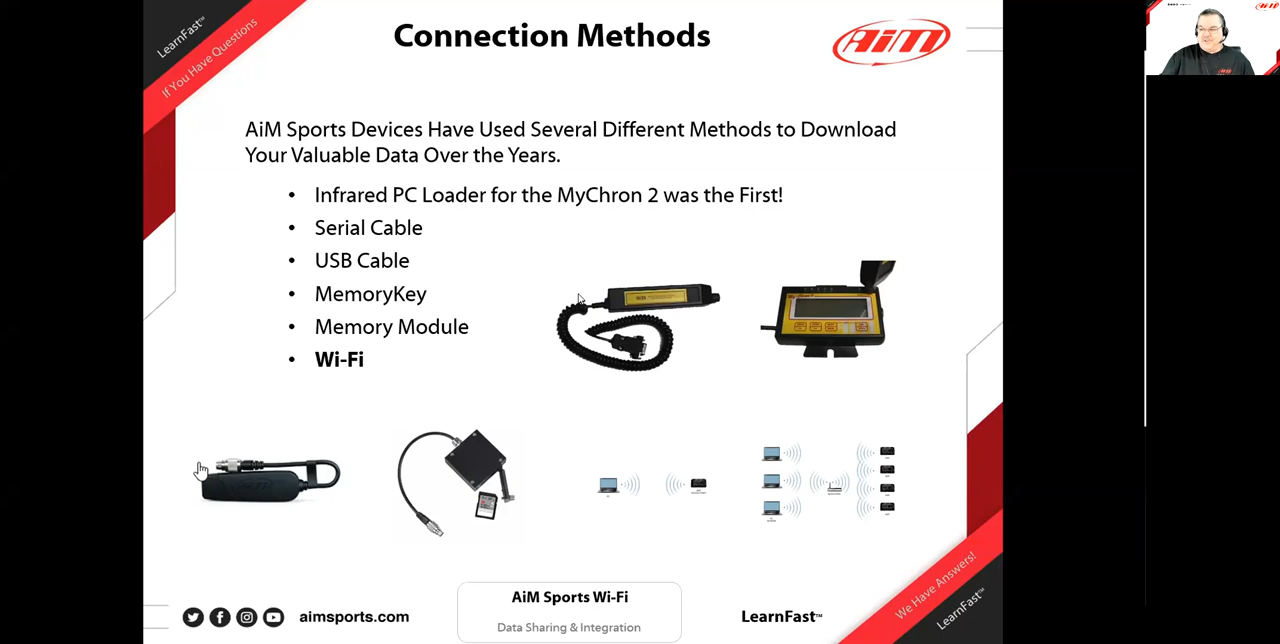 LearnFast™
If You Have Questions
Connection Methods
AiM
AiM Sports Devices Have Used Several Different Methods to Download
Your Valuable Data Over the Years.
• Infrared PC Loader for the MyChron 2 was the First!
• Serial Cable
• USB Cable
• MemoryKey
• Memory Module
• Wi-Fi
We Have Answers!
LearnFast™
aimsports.com
AiM Sports Wi-Fi
Data Sharing & Integration
LearnFast™